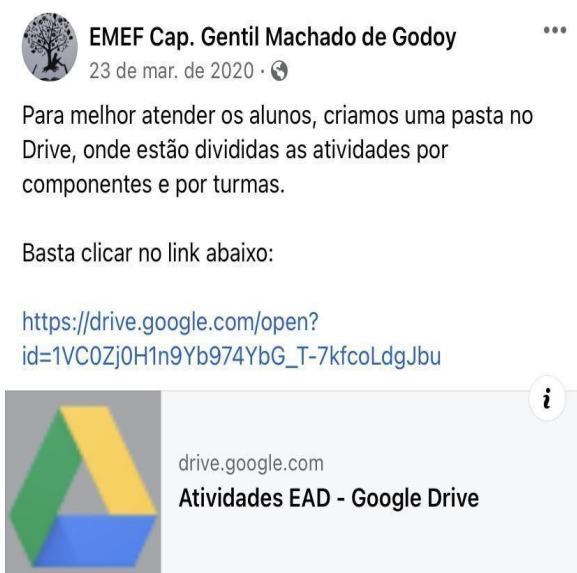 EMEF Cap. Gentil Machado de Godoy
23 de mar. de 2020 ·
Para melhor atender os alunos, criamos uma pasta no
Drive, onde estão divididas as atividades por
componentes e por turmas.
Basta clicar no link abaixo:
https://drive.google.com/open?
id=1VC0Zj0H1n9Yb974YbG_T-7kfcoLdgJbu
i
drive.google.com
Atividades EAD - Google Drive